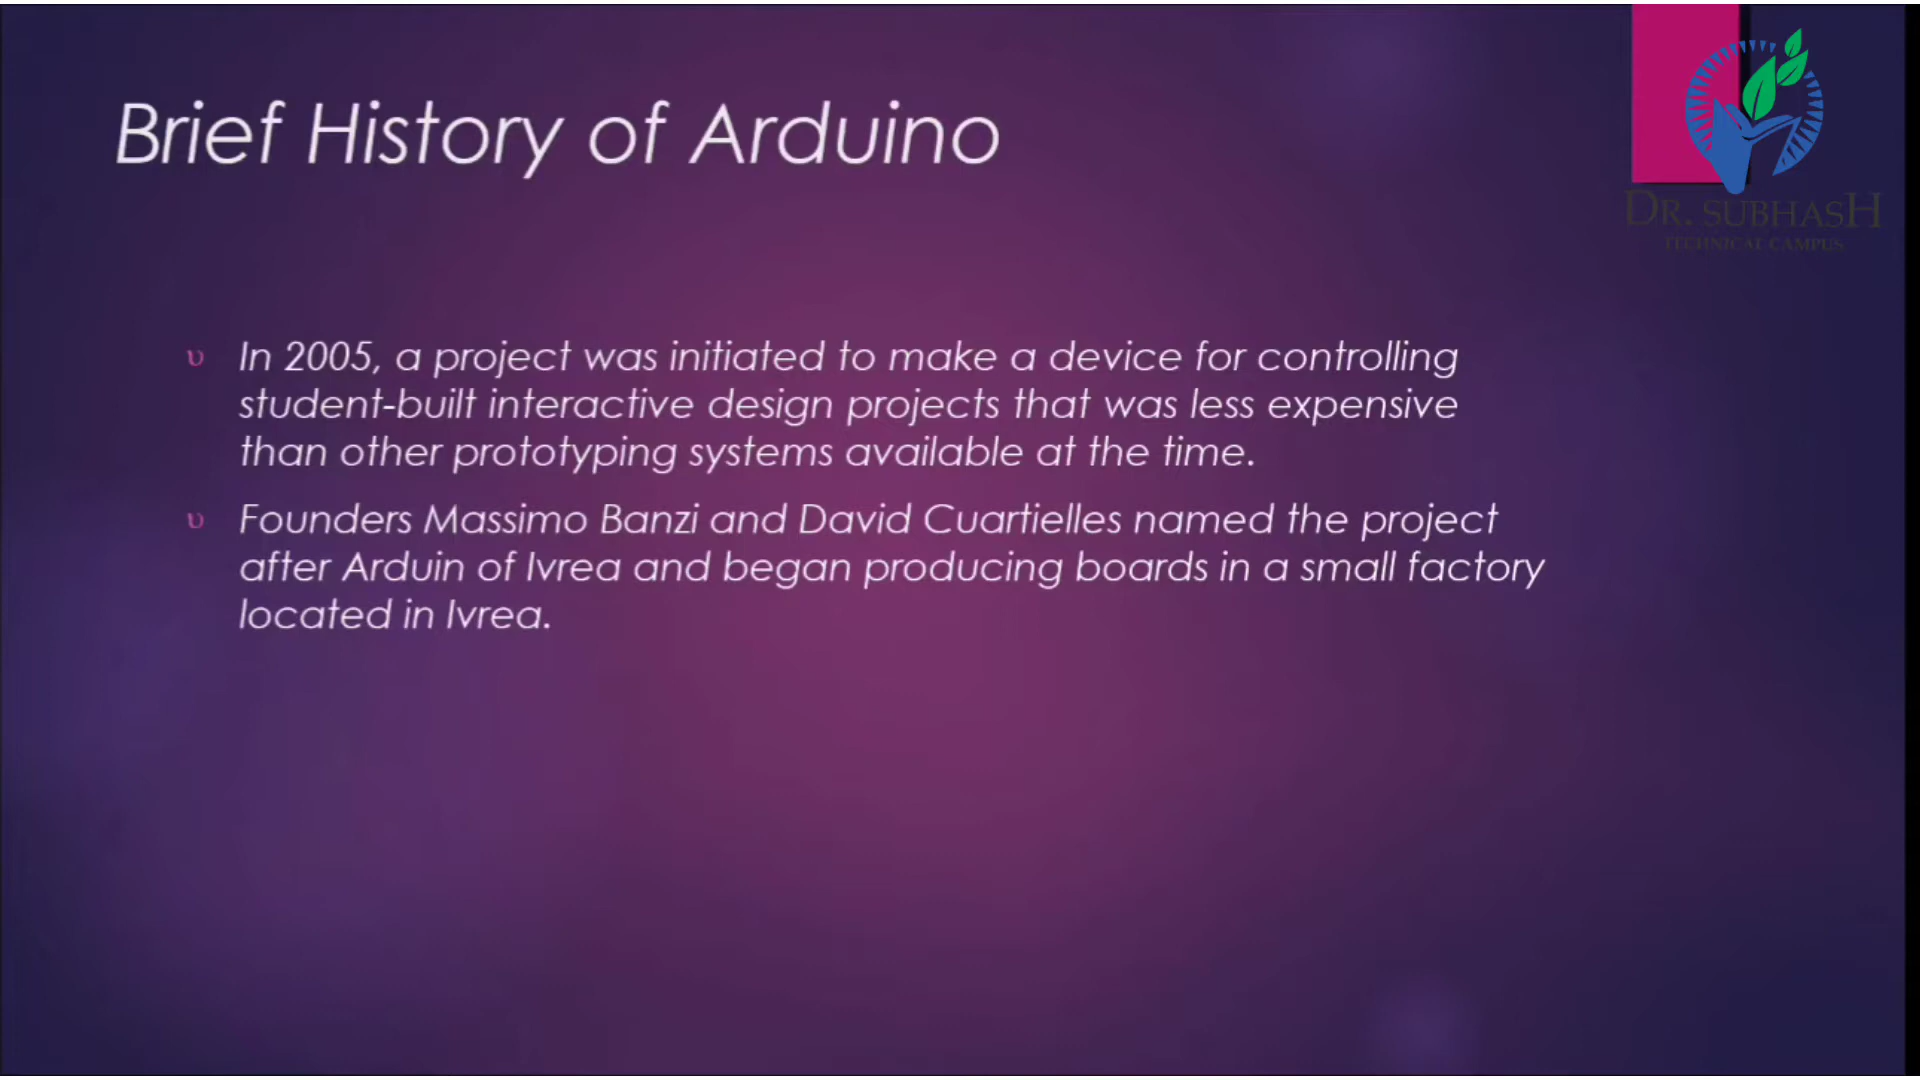 Brief History of Arduino
DR. SUBHASH
TECHNICAL CAMPUS
υ In 2005, a project was initiated to make a device for controlling
student-built interactive design projects that was less expensive
than other prototyping systems available at the time.
υ Founders Massimo Banzi and David Cuartielles named the project
after Arduin of Ivrea and began producing boards in a small factory
located in Ivrea.